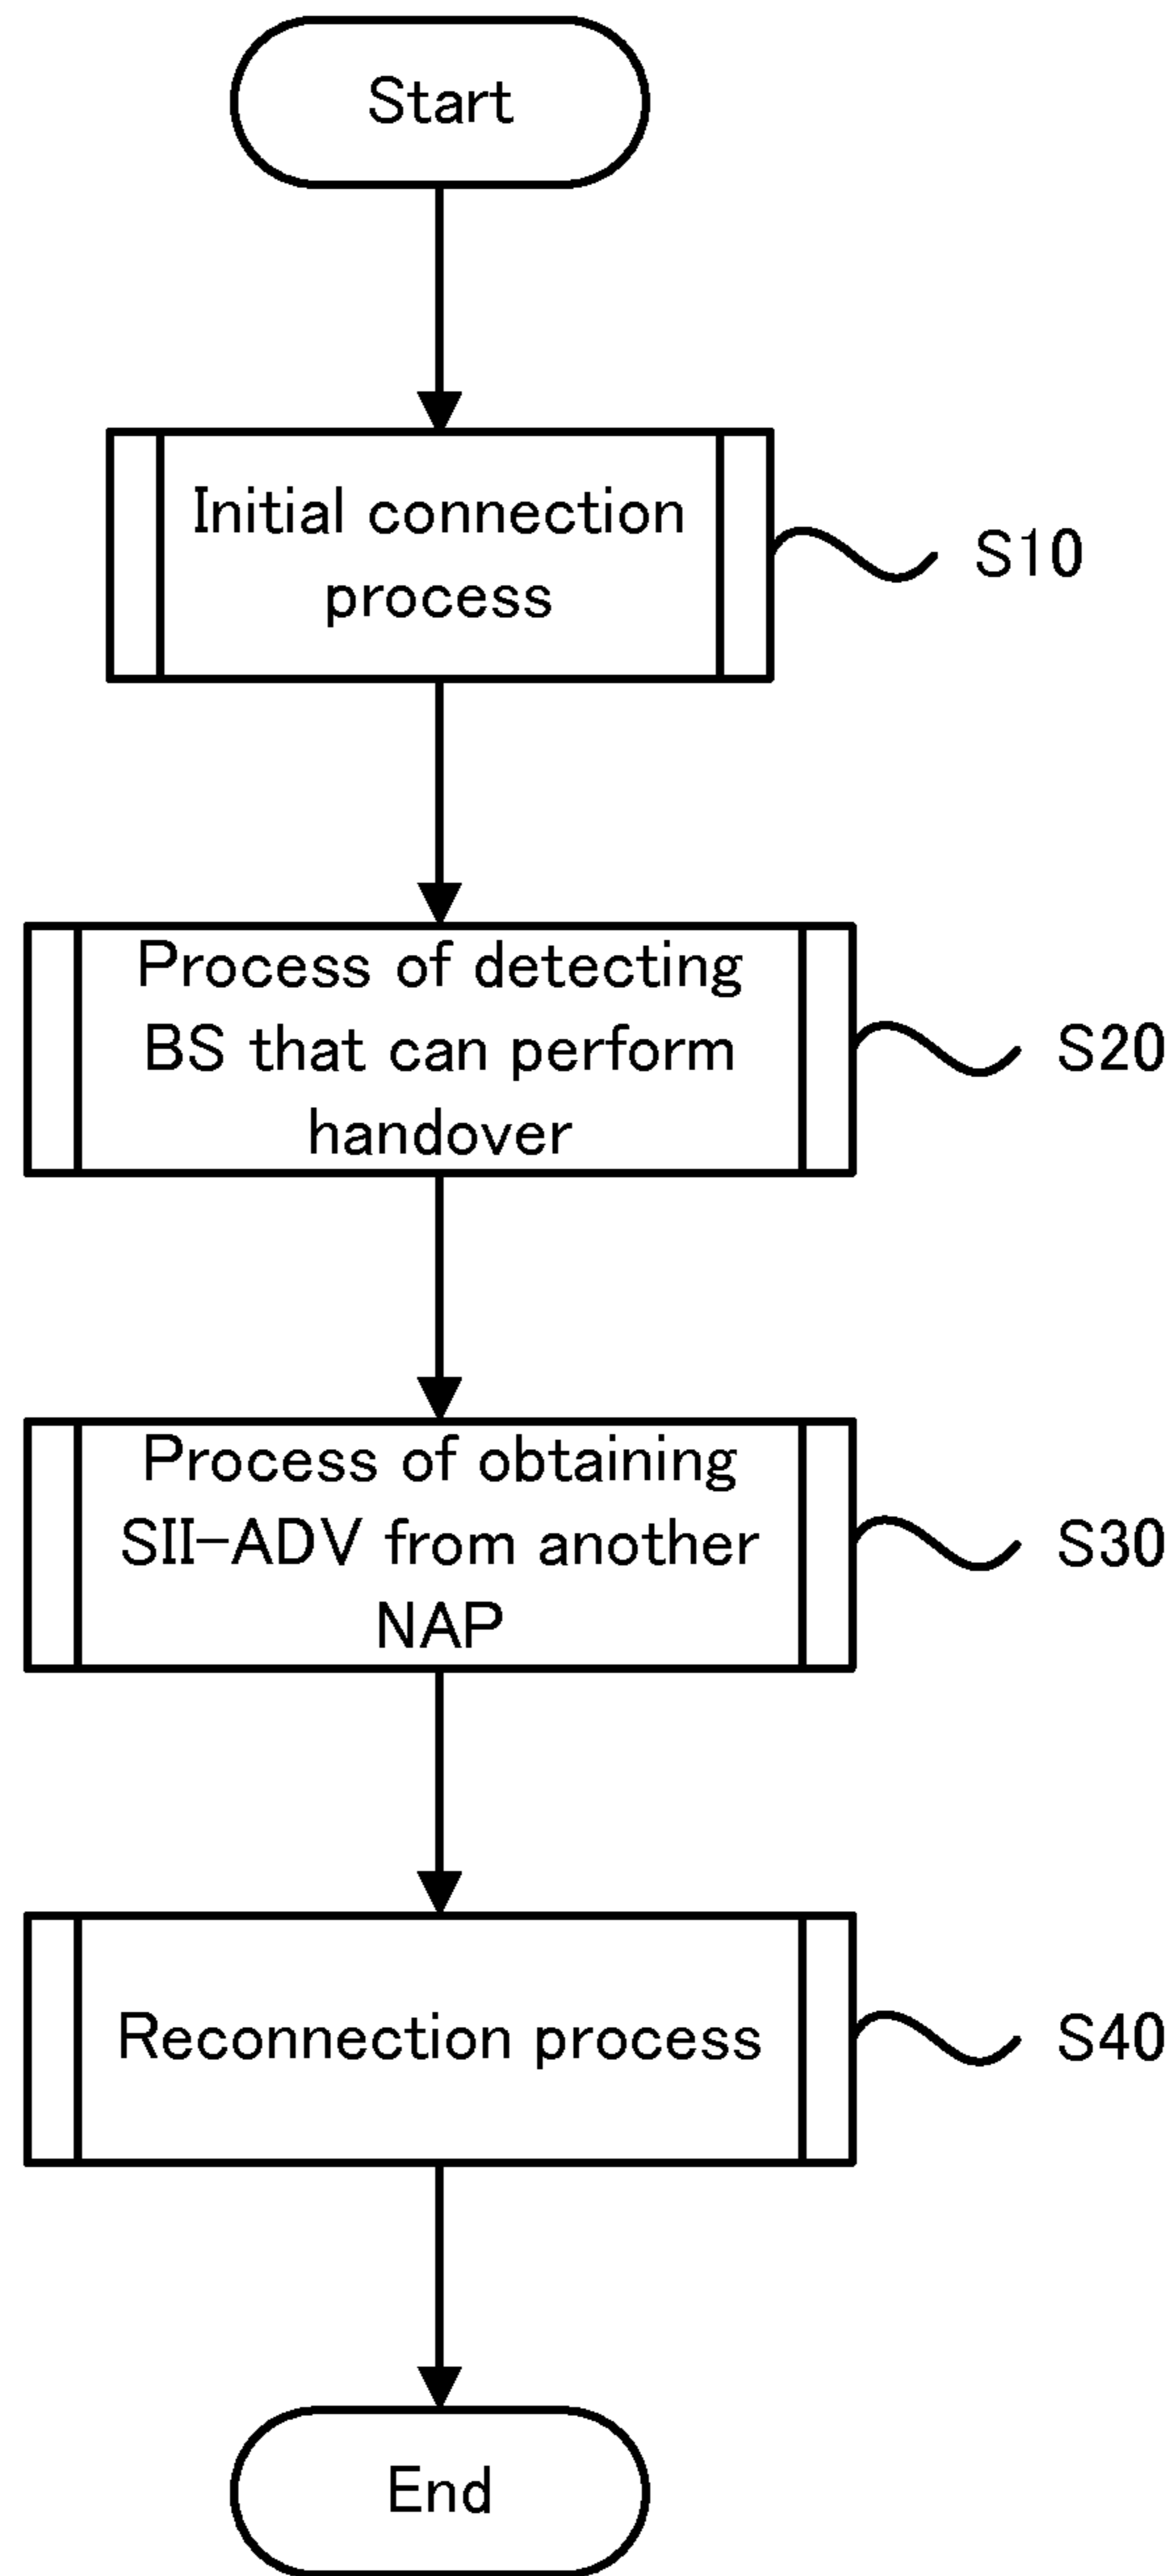 Start
Initial connection
process
S10
Process of detecting
BS that can perform
handover
S20
Process of obtaining
SII-ADV from another
NAP
S30
Reconnection process
S40
End